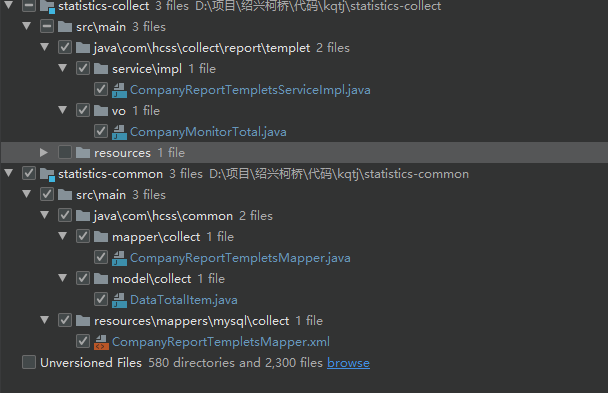 statistics-collect 3 files D:\项目\绍兴柯桥\代码\kqtj\statistics-collect
src\main 3 files
java\com\hcss\collect\report\templet 2 files
service\impl 1 file
CompanyReportTempletsServiceImpl.java
vo 1 file
CompanyMonitorTotal.java
resources 1 file
statistics-common 3 files D:\项目\绍兴柯桥\代码\kqtj\statistics-common
src\main 3 files
java\com\hcss\common 2 files
mapper\collect 1 file
CompanyReportTempletsMapper.java
model\collect 1 file
DataTotalItem.java
resources\mappers\mysql\collect 1 file
CompanyReportTempletsMapper.xml
Unversioned Files 580 directories and 2,300 files browse